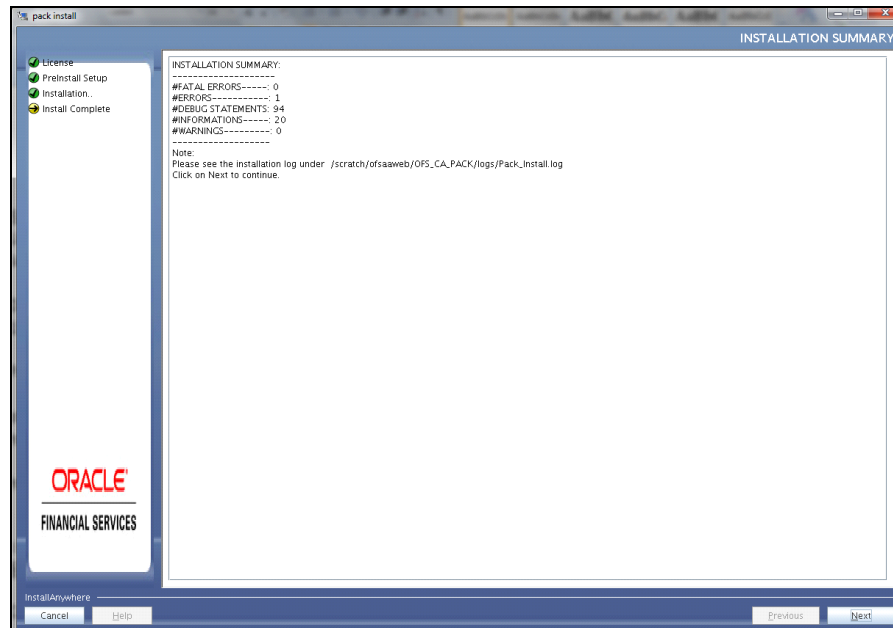 pack install
INSTALLATION SUMMARY
License
PreInstall Setup
Installation..
Install Complete
INSTALLATION SUMMARY:
--------------------
#FATAL ERRORS-----: 0
#ERRORS-----------: 1
#DEBUG STATEMENTS: 94
#INFORMATIONS-----: 20
#WARNINGS---------: 0
-------------------
Note:
Please see the installation log under /scratch/ofsaaweb/OFS_CA_PACK/logs/Pack_Install.log
Click on Next to continue.
ORACLE
FINANCIAL SERVICES
InstallAnywhere
Cancel Help Previous Next